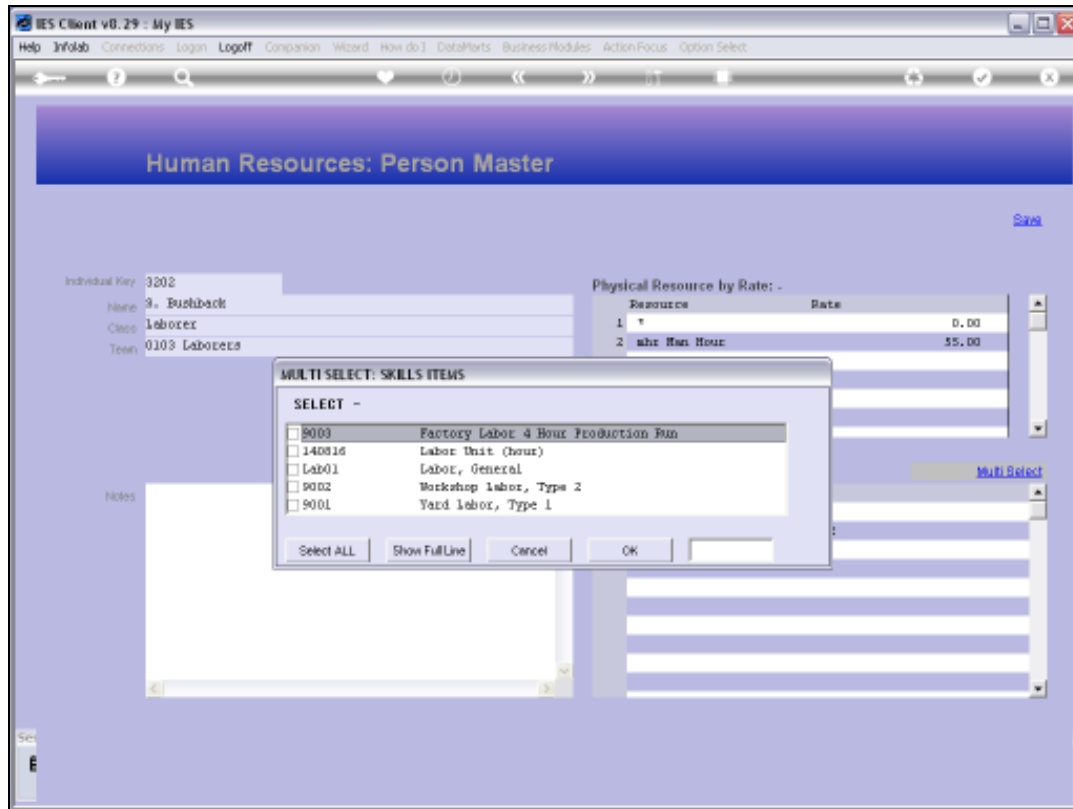 IES Client v8.29 : My IES
Help Infolab Connections Logon Logoff Companion Wizard How do I DataMarts Business Modules Action Focus Option Select
Human Resources: Person Master
Save
Individual Key 3202
Name Bushback
Class Laborer
Team 0103 Laborers
Physical Resource by Rate: -
Resource Rate
1 * 0.00
2 mhr Man Hour 55.00
MULTI SELECT: SKILLS ITEMS
SELECT -
9003 Factory Labor 4 Hour Production Run
140816 Labor Unit (hour)
Lab01 Labor, General
9002 Workshop labor, Type 2
9001 Yard labor, Type 1
Select ALL Show Full Line Cancel OK
Multi Select
Notes